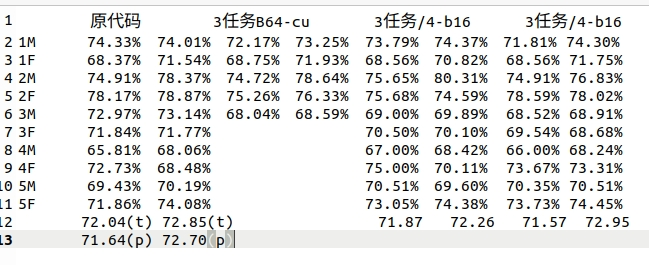 1 原代码 3任务B64-cu 3任务/4-b16 3任务/4-b16
2 1M 74.33% 74.01% 72.17% 73.25% 73.79% 74.37% 71.81% 74.30%
3 1F 68.37% 71.54% 68.75% 71.93% 68.56% 70.82% 68.56% 71.75%
4 2M 74.91% 78.37% 74.72% 78.64% 75.65% 80.31% 74.91% 76.83%
5 2F 78.17% 78.87% 75.26% 76.33% 75.68% 74.59% 78.59% 78.02%
6 3M 72.97% 73.14% 68.04% 68.59% 69.00% 69.89% 68.52% 68.91%
7 3F 71.84% 71.77% 70.50% 70.10% 69.54% 68.68%
8 4M 65.81% 68.06% 67.00% 68.42% 66.00% 68.24%
9 4F 72.73% 68.48% 75.00% 70.11% 73.67% 73.31%
10 5M 69.43% 70.19% 70.51% 69.60% 70.35% 70.51%
11 5F 71.86% 74.08% 73.05% 74.38% 73.73% 74.45%
12 72.04(t) 72.85(t) 71.87 72.26 71.57 72.95
13 71.64(p) 72.70(p)